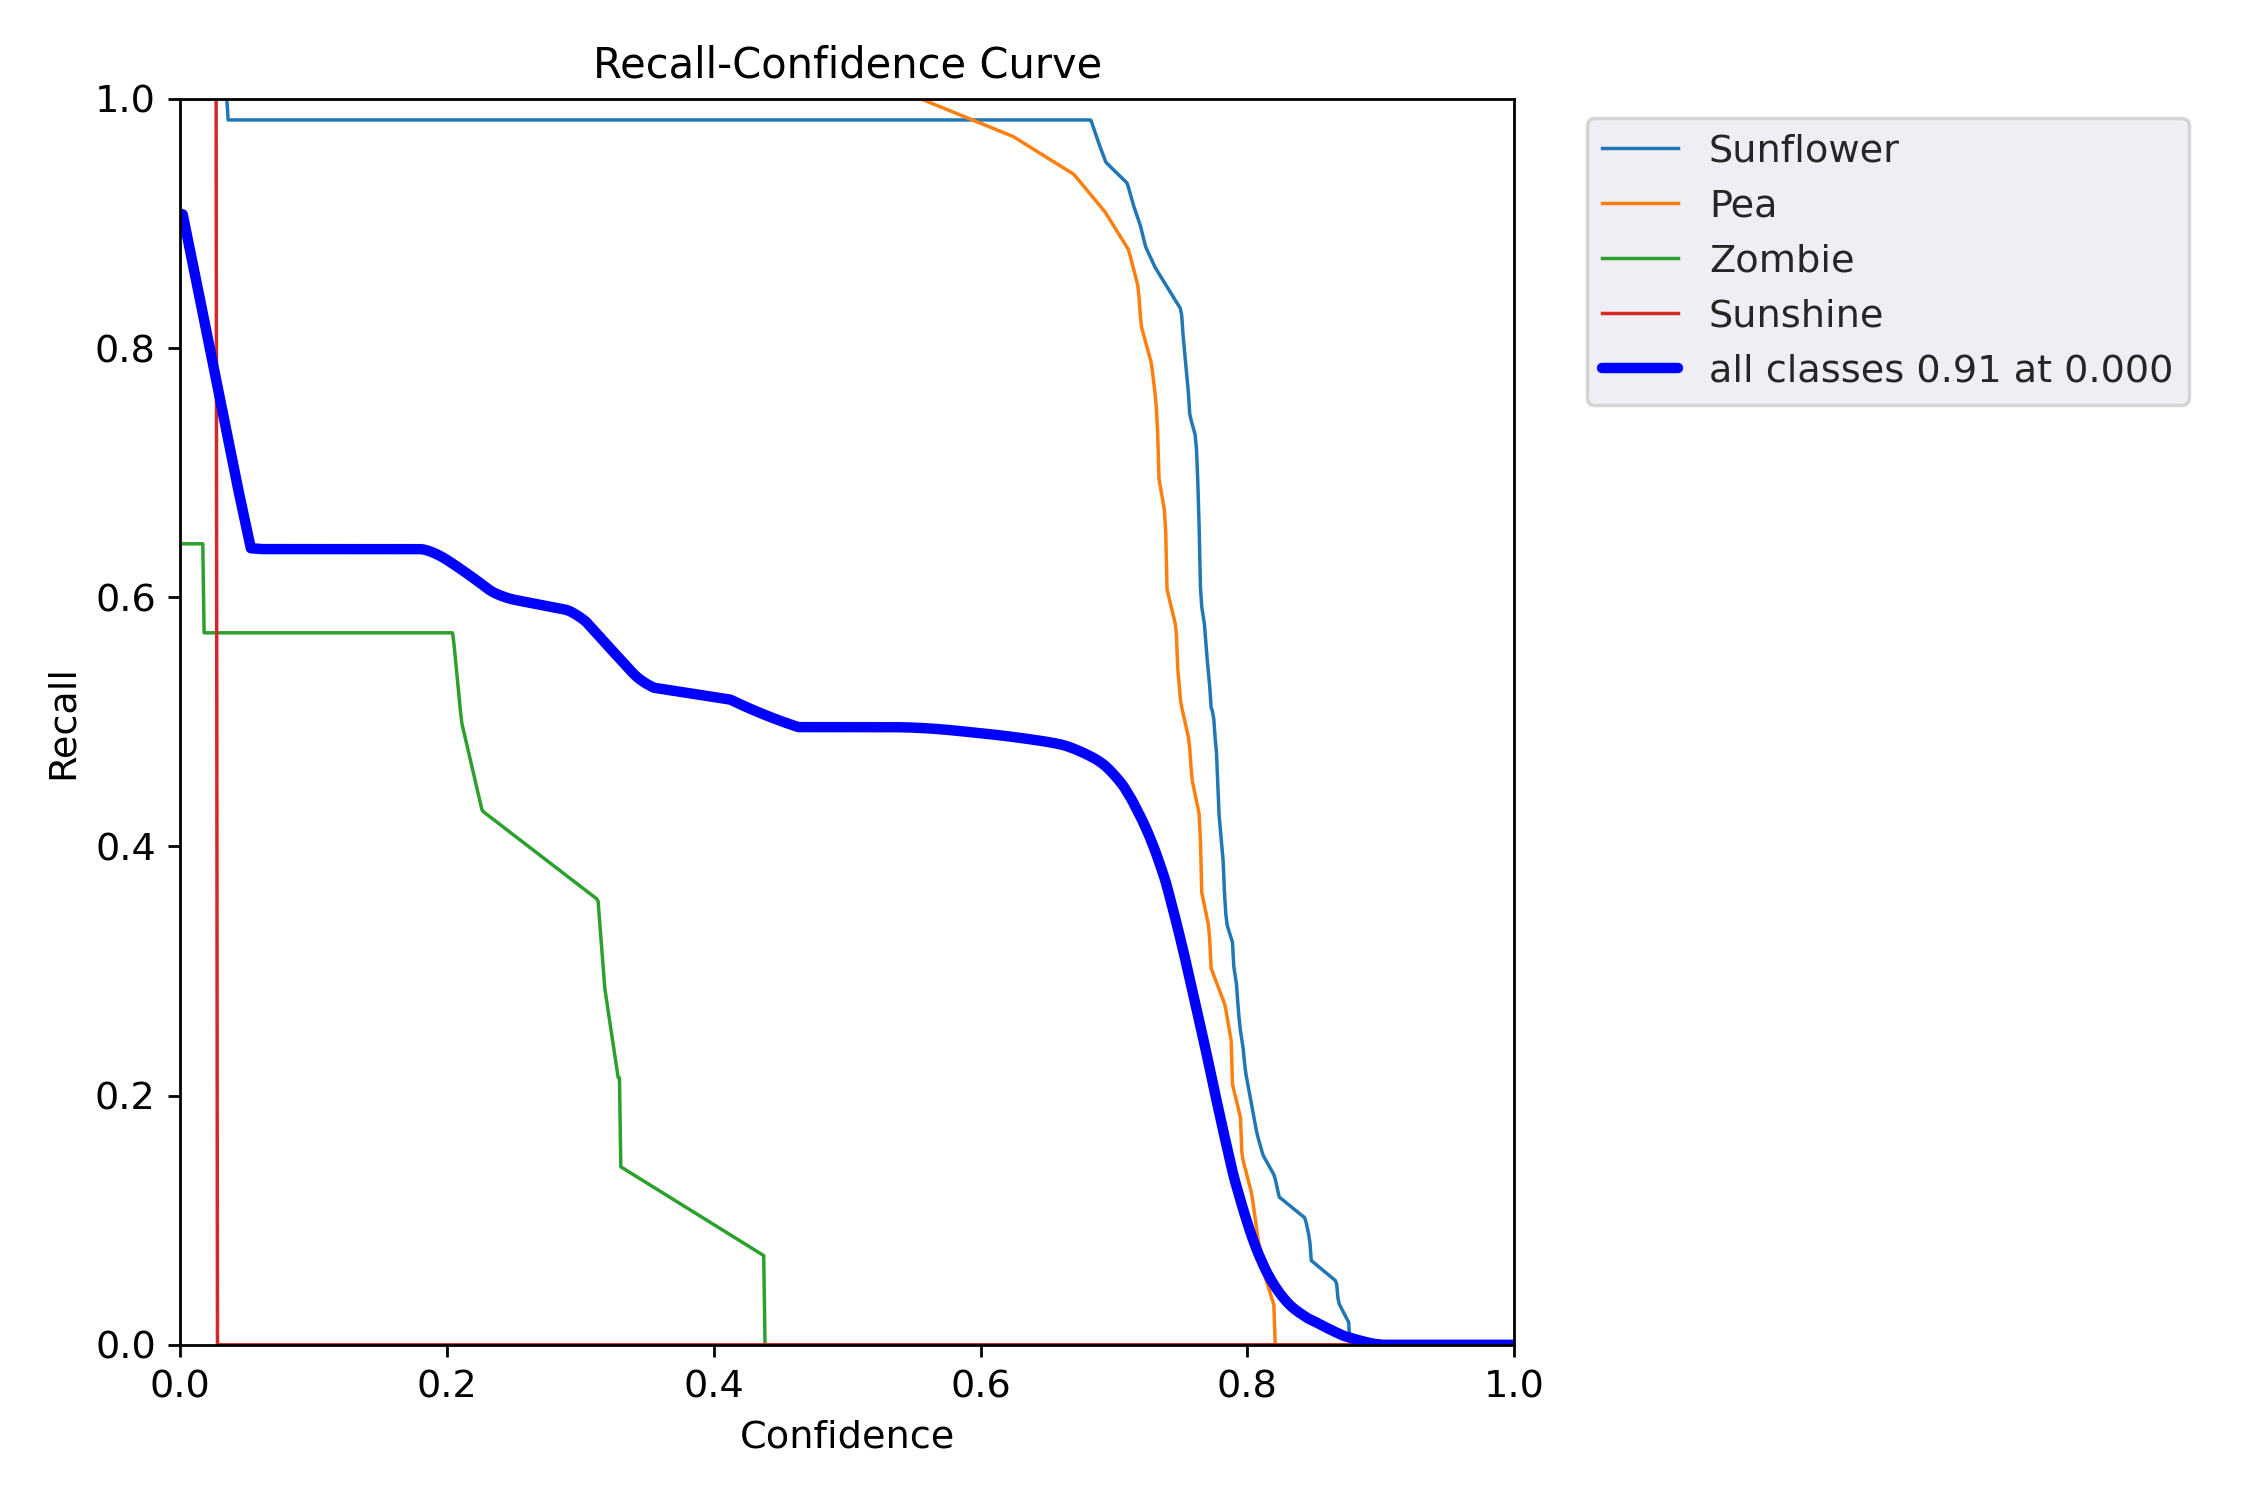 Recall-Confidence Curve
1.0
0.8
0.6
0.4
0.2
0.0
Recall
0.0 0.2 0.4 0.6 0.8 1.0
Confidence
Sunflower
Pea
Zombie
Sunshine
all classes 0.91 at 0.000